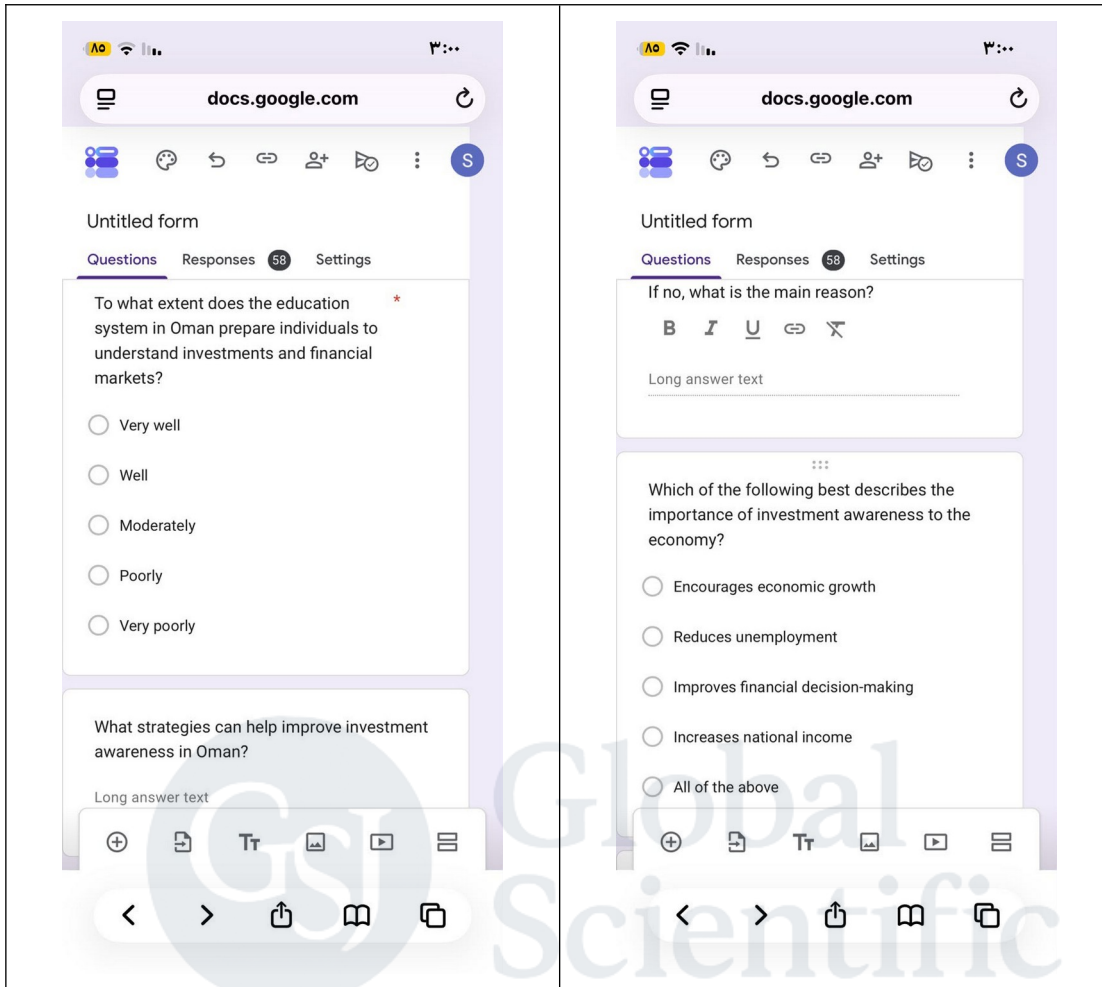 ٨٥
٣:٠٠
docs.google.com
S
Untitled form
Questions Responses 58 Settings
To what extent does the education *
system in Oman prepare individuals to
understand investments and financial
markets?
Very well
Well
Moderately
Poorly
Very poorly
What strategies can help improve investment
awareness in Oman?
Long answer text
Tт
٨٥
٣:٠٠
docs.google.com
S
Untitled form
Questions Responses 58 Settings
If no, what is the main reason?
B I U
Long answer text
Which of the following best describes the
importance of investment awareness to the
economy?
Encourages economic growth
Reduces unemployment
Improves financial decision-making
Increases national income
All of the above
Tт
GSJ
Global
Scientific